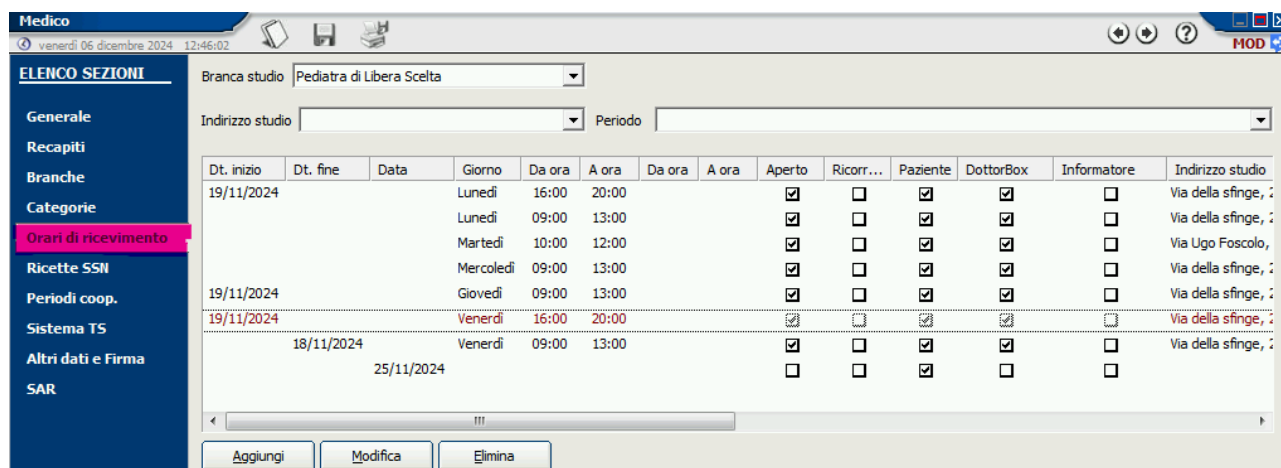 Medico
venerdì 06 dicembre 2024 12:46:02
MOD
ELENCO SEZIONI
Generale
Recapiti
Branche
Categorie
Orari di ricevimento
Ricette SSN
Periodi coop.
Sistema TS
Altri dati e Firma
SAR
Branca studio Pediatra di Libera Scelta
Indirizzo studio Periodo
Dt. inizio Dt. fine Data Giorno Da ora A ora Da ora A ora Aperto Ricorr... Paziente DottorBox Informatore Indirizzo studio
19/11/2024 Lunedì 16:00 20:00 Via della sfinge, 2
Lunedì 09:00 13:00 Via della sfinge, 2
Martedì 10:00 12:00 Via Ugo Foscolo,
Mercoledì 09:00 13:00 Via della sfinge, 2
19/11/2024 Giovedì 09:00 13:00 Via della sfinge, 2
19/11/2024 Venerdì 16:00 20:00 Via della sfinge, 2
18/11/2024 Venerdì 09:00 13:00 Via della sfinge, 2
25/11/2024
Aggiungi Modifica Elimina